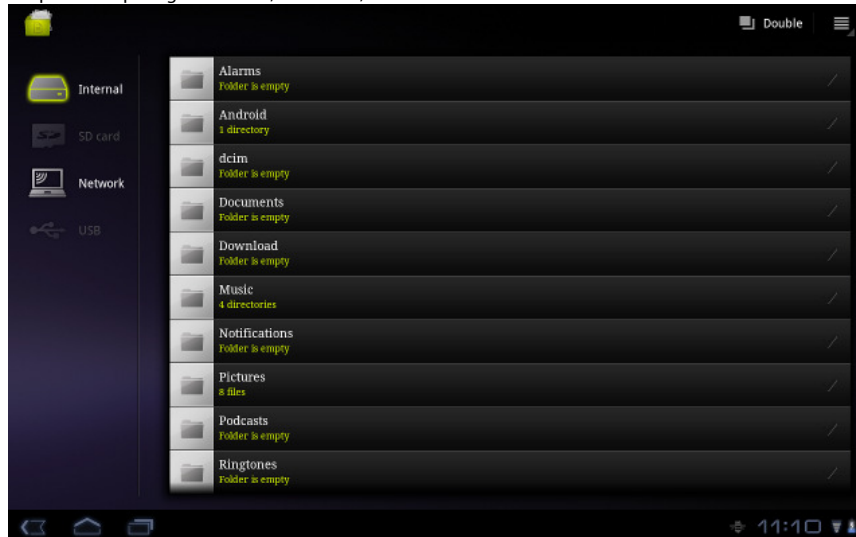 Double
Internal
SD card
Network
USB
Alarms
Folder is empty
Android
1 directory
dcim
Folder is empty
Documents
Folder is empty
Download
Folder is empty
Music
4 directories
Notifications
Folder is empty
Pictures
8 files
Podcasts
Folder is empty
Ringtones
Folder is empty
11:10